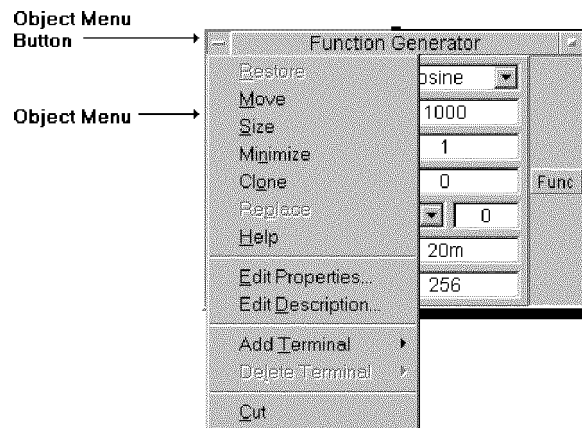 Object Menu
Button
Function Generator
Restore
Move
Size
Minimize
Clone
Replace
Help
Edit Properties...
Edit Description...
Add Terminal
Delete Terminal
Cut
Object Menu
osine
1000
1
0
0
20m
256
Func